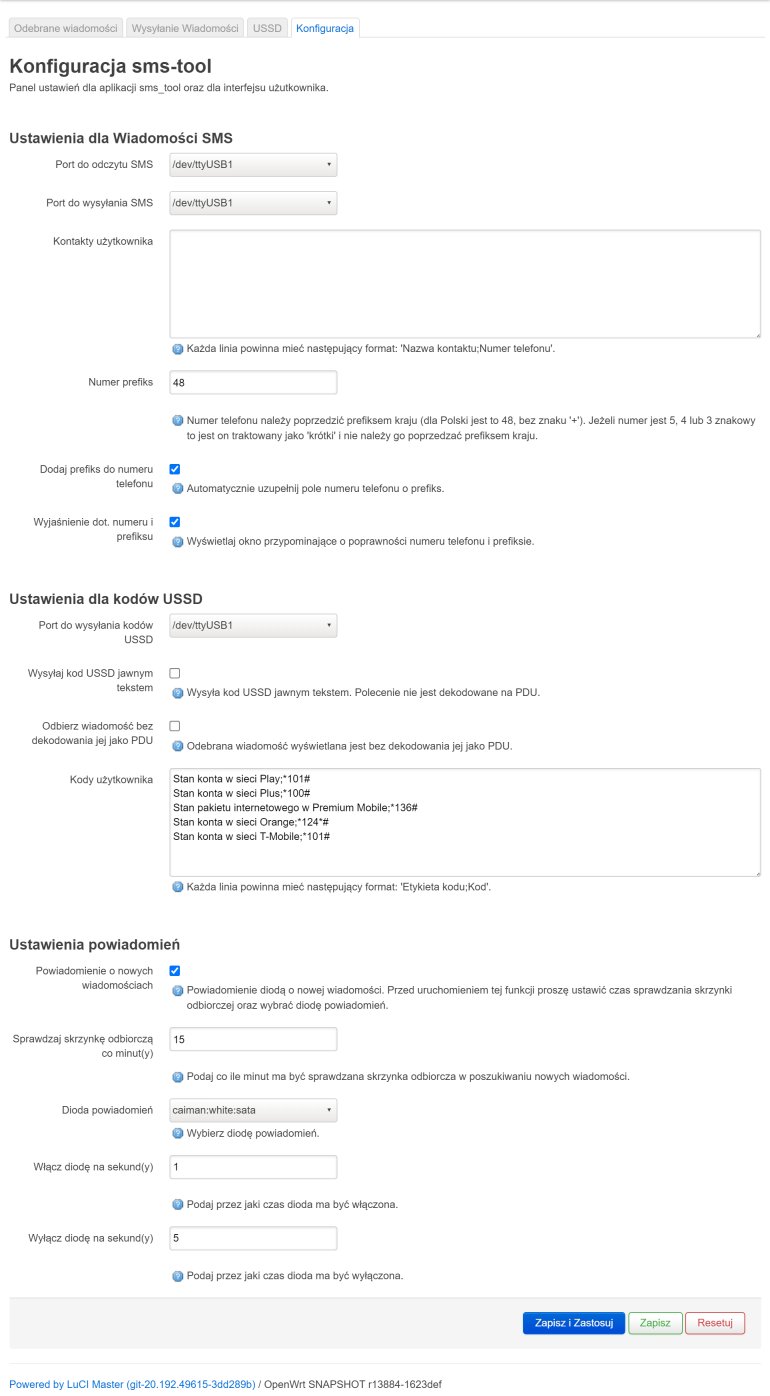 Odebrane wiadomości Wysyłanie Wiadomości USSD Konfiguracja
Konfiguracja sms-tool
Panel ustawień dla aplikacji sms_tool oraz dla interfejsu użutkownika.
Ustawienia dla Wiadomości SMS
Port do odczytu SMS /dev/ttyUSB1
Port do wysyłania SMS /dev/ttyUSB1
Kontakty użytkownika
Każda linia powinna mieć następujący format: 'Nazwa kontaktu;Numer telefonu'.
Numer prefiks 48
Numer telefonu należy poprzedzić prefiksem kraju (dla Polski jest to 48, bez znaku '+'). Jeżeli numer jest 5, 4 lub 3 znakowy
to jest on traktowany jako 'krótki' i nie należy go poprzedzać prefiksem kraju.
Dodaj prefiks do numeru
telefonu
Automatycznie uzupełnij pole numeru telefonu o prefiks.
Wyjaśnienie dot. numeru i
prefiksu
Wyświetlaj okno przypominające o poprawności numeru telefonu i prefiksie.
Ustawienia dla kodów USSD
Port do wysyłania kodów
USSD
/dev/ttyUSB1
Wysyłaj kod USSD jawnym
tekstem
Wysyła kod USSD jawnym tekstem. Polecenie nie jest dekodowane na PDU.
Odbierz wiadomość bez
dekodowania jej jako PDU
Odebrana wiadomość wyświetlana jest bez dekodowania jej jako PDU.
Kody użytkownika
Stan konta w sieci Play;*101#
Stan konta w sieci Plus;*100#
Stan pakietu internetowego w Premium Mobile;*136#
Stan konta w sieci Orange;*124*#
Stan konta w sieci T-Mobile;*101#
Każda linia powinna mieć następujący format: 'Etykieta kodu;Kod'.
Ustawienia powiadomień
Powiadomienie o nowych
wiadomościach
Powiadomienie diodą o nowej wiadomości. Przed uruchomieniem tej funkcji proszę ustawić czas sprawdzania skrzynki
odbiorczej oraz wybrać diodę powiadomień.
Sprawdzaj skrzynkę odbiorczą
co minut(y)
15
Podaj co ile minut ma być sprawdzana skrzynka odbiorcza w poszukiwaniu nowych wiadomości.
Dioda powiadomień caiman:white:sata
Wybierz diodę powiadomień.
Włącz diodę na sekund(y) 1
Podaj przez jaki czas dioda ma być włączona.
Wyłącz diodę na sekund(y) 5
Podaj przez jaki czas dioda ma być wyłączona.
Zapisz i Zastosuj Zapisz Resetuj
Powered by LuCI Master (git-20.192.49615-3dd289b) / OpenWrt SNAPSHOT r13884-1623def